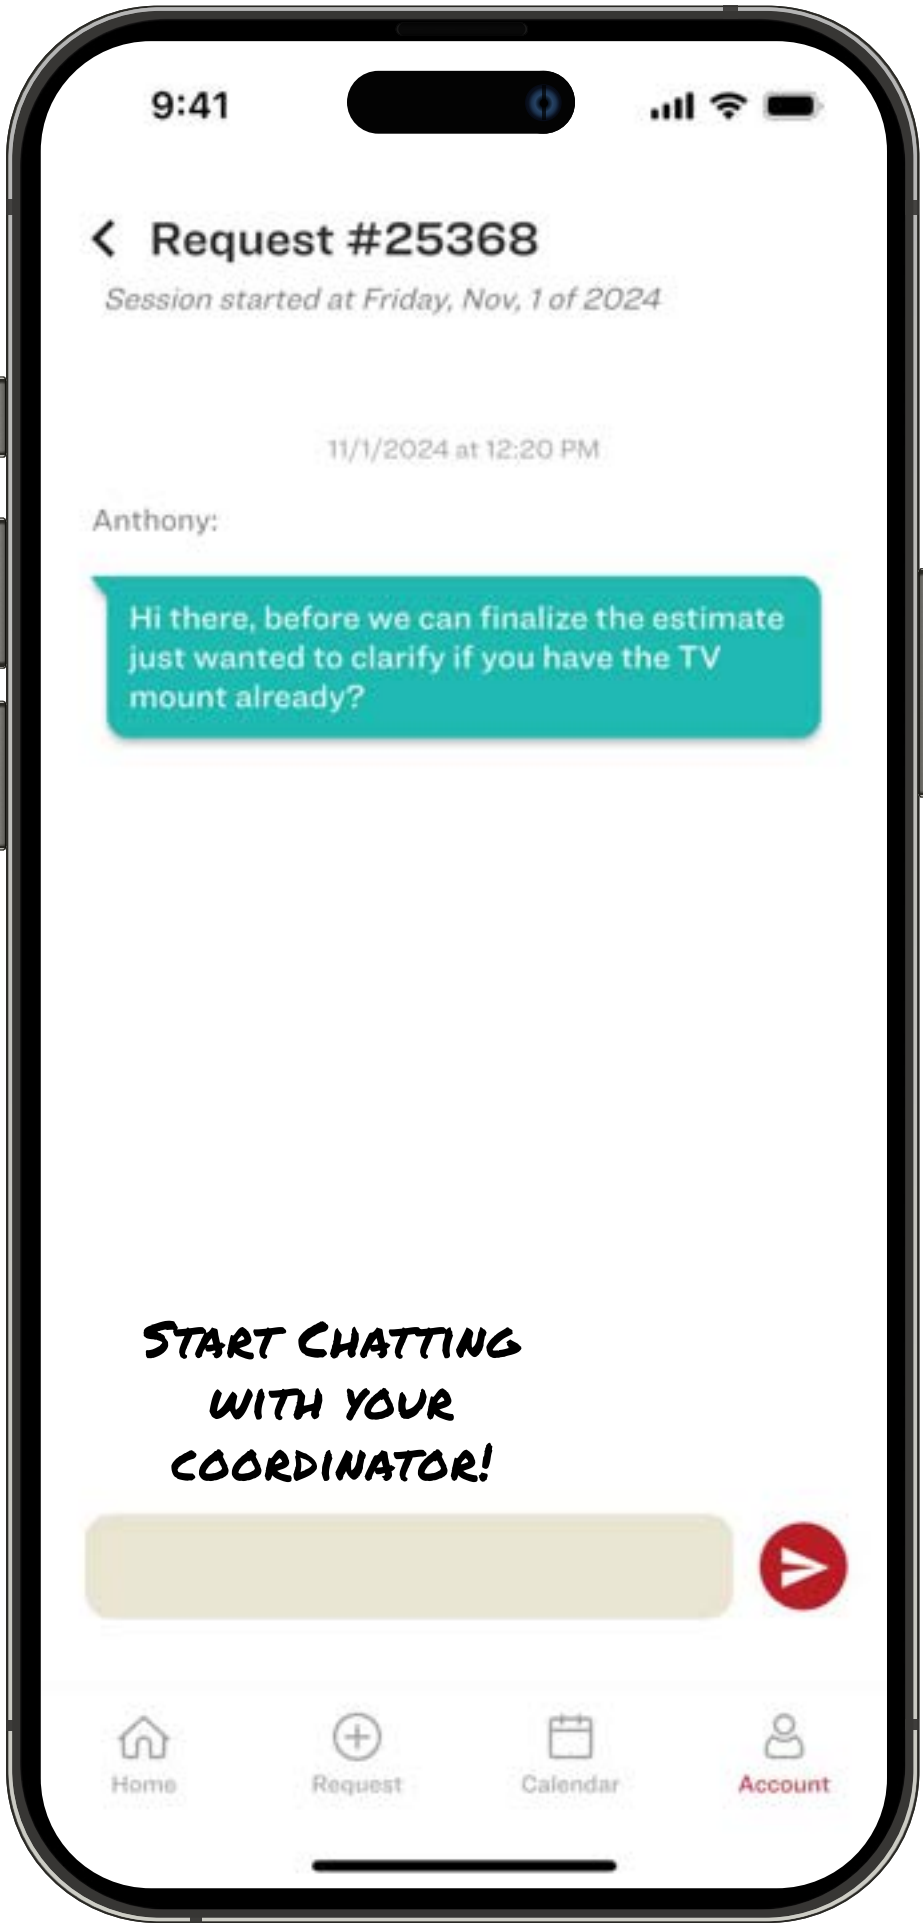 9:41
Request #25368
Session started at Friday, Nov, 1 of 2024
11/1/2024 at 12:20 PM
Anthony:
Hi there, before we can finalize the estimate
just wanted to clarify if you have the TV
mount already?
START CHATTING
WITH YOUR
COORDINATOR!
Home
Request
Calendar
Account